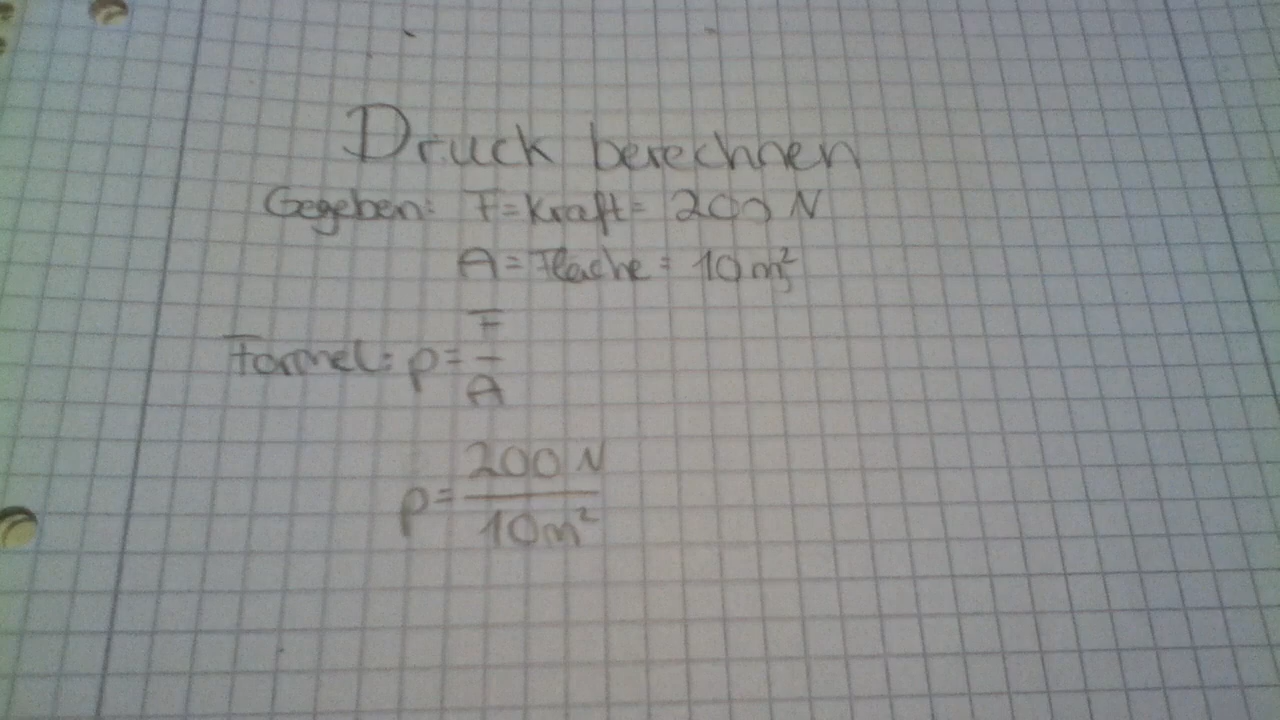 Druck berechnen
Gegeben: F = Kraft = 200 N
A = Fläche = 10 m²
Formel: p = F/A
p = 200 N / 10 m²